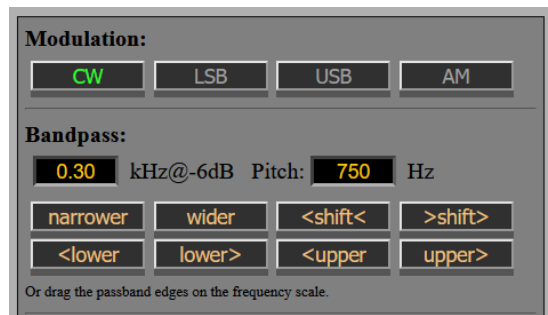 Modulation:
CW LSB USB AM
Bandpass:
0.30 kHz@-6dB Pitch: 750 Hz
narrower wider <shift< >shift>
<lower lower> <upper upper>
Or drag the passband edges on the frequency scale.